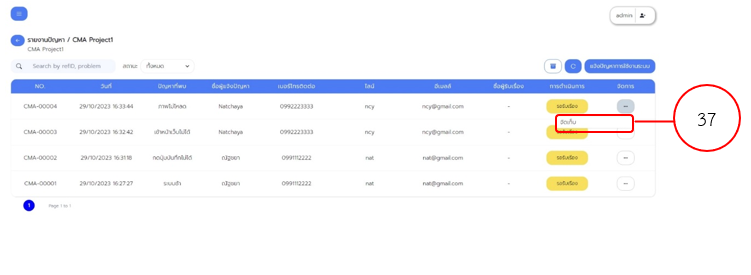 admin
รายงานปัญหา / CMA Project1
CMA Project1
Search by refID, problem สถานะ ทั้งหมด แจ้งปัญหาการใช้งานระบบ
NO. วันที่ ปัญหาที่พบ ชื่อผู้แจ้งปัญหา เบอร์โทรติดต่อ ไลน์ อีเมลล์ ชื่อผู้รับเรื่อง การดำเนินการ จัดการ
CMA-00004 29/10/2023 16:33:44 ภาพไม่โหลด Natchaya 0992223333 ncy ncy@gmail.com - รอรับเรื่อง ...
จัดเก็บ
37
CMA-00003 29/10/2023 16:32:42 เข้าหน้าเว็บไม่ได้ Natchaya 0992223333 ncy ncy@gmail.com - รอรับเรื่อง
CMA-00002 29/10/2023 16:31:18 กดปุ่มบันทึกไม่ได้ ณัฐชยา 0991112222 nat nat@gmail.com - รอรับเรื่อง ...
CMA-00001 29/10/2023 16:27:27 ระบบช้า ณัฐชยา 0991112222 nat nat@gmail.com - รอรับเรื่อง ...
1 Page 1 to 1